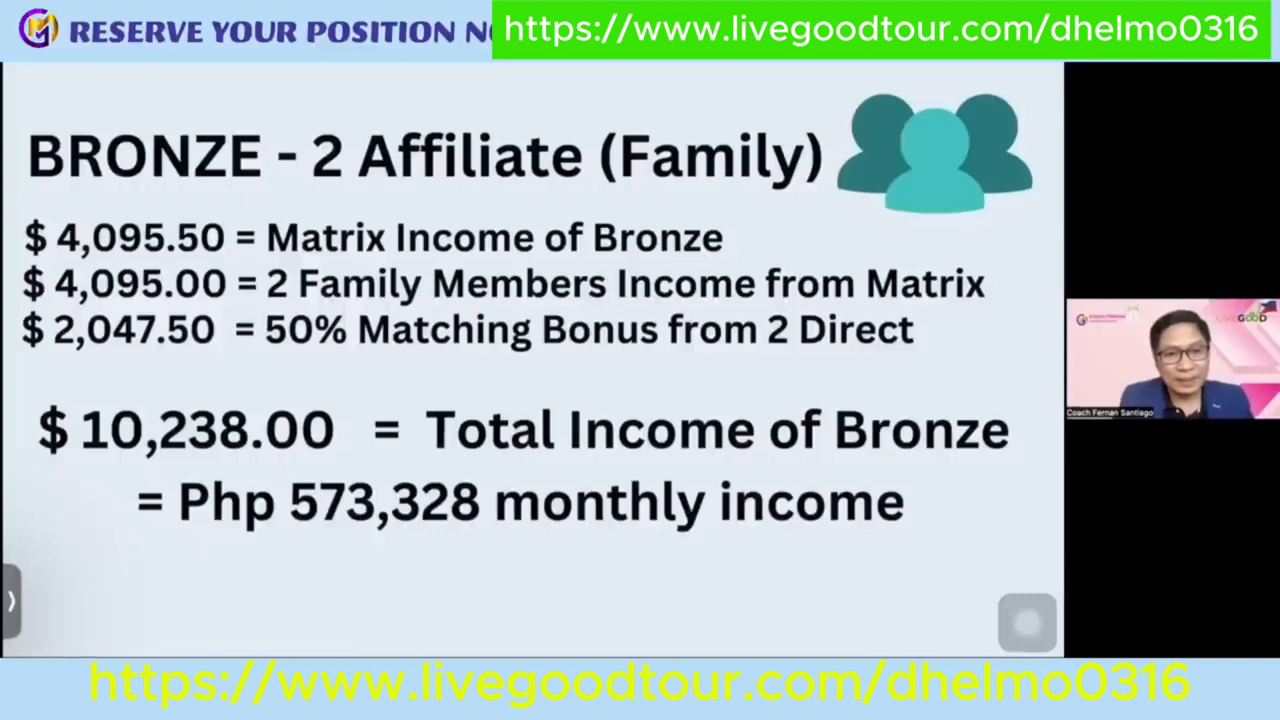 RESERVE YOUR POSITION
https://www.livegoodtour.com/dhelmo0316
BRONZE - 2 Affiliate (Family)
$ 4,095.50 = Matrix Income of Bronze
$ 4,095.00 = 2 Family Members Income from Matrix
$ 2,047.50 = 50% Matching Bonus from 2 Direct
$ 10,238.00 = Total Income of Bronze
= Php 573,328 monthly income
GOOD
Coach Fernan Santiago
https://www.livegoodtour.com/dhelmo0316